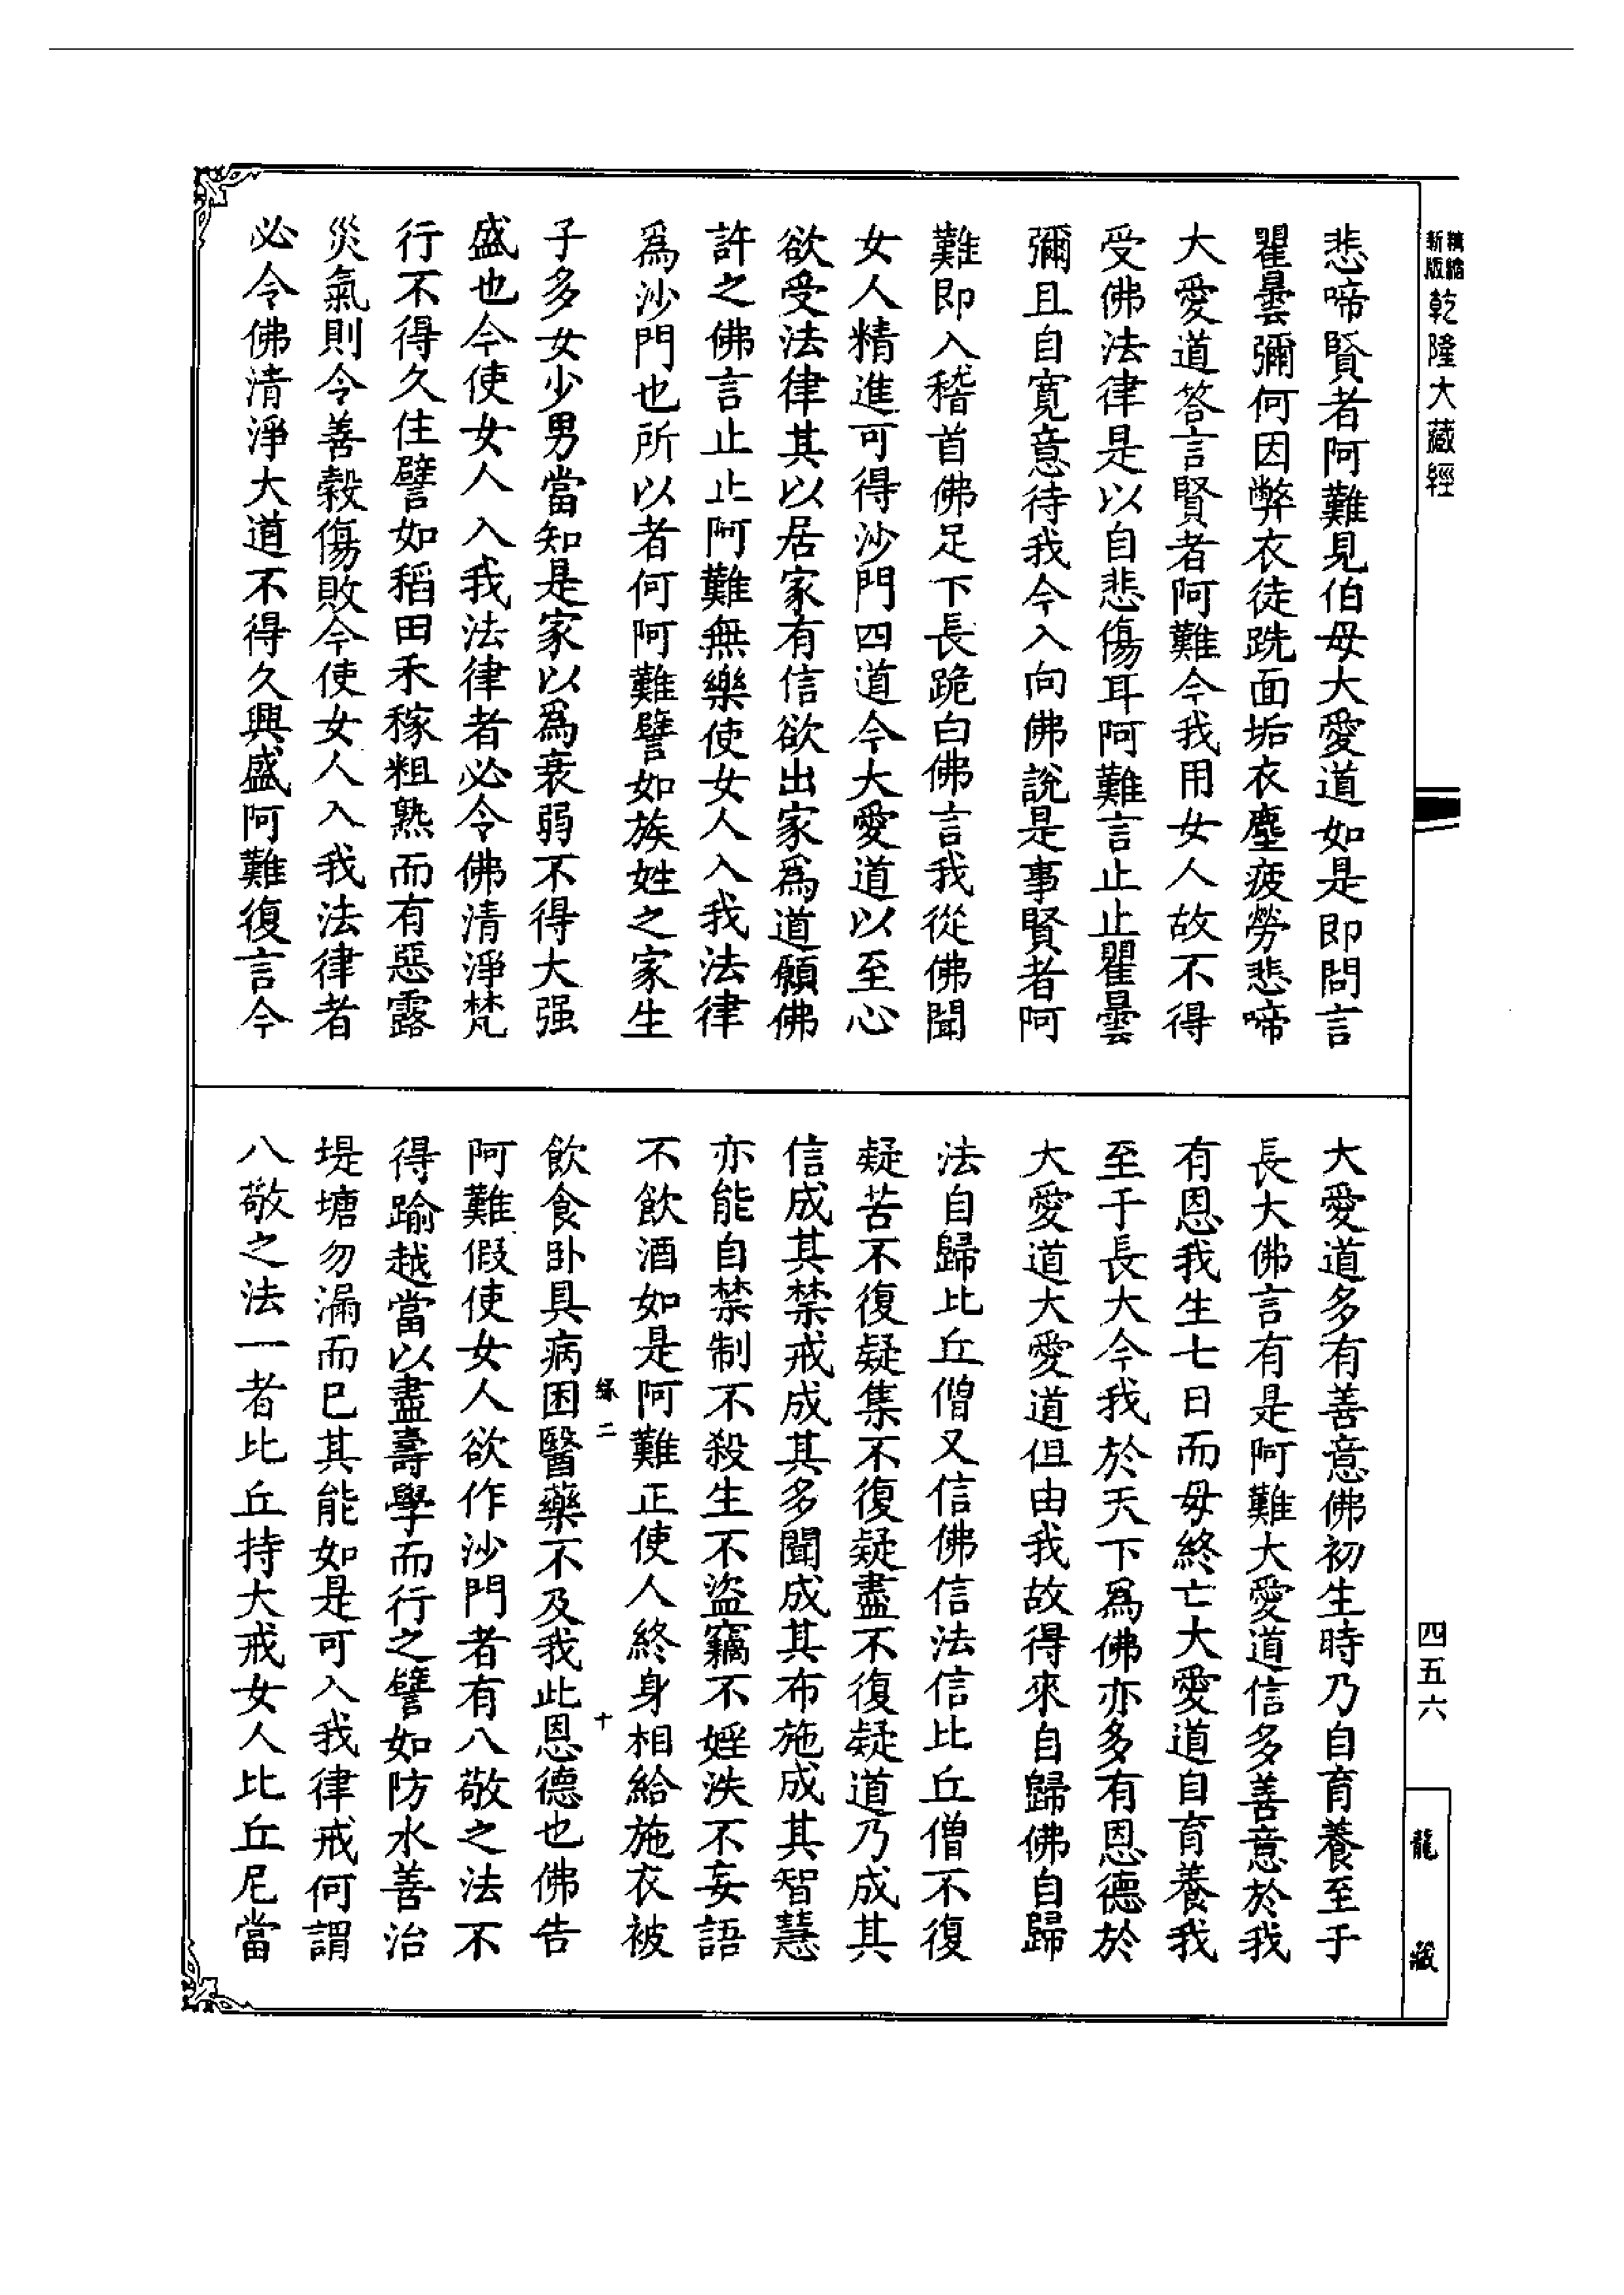 精縮新版乾隆大藏經
悲啼賢者阿難見伯母大愛道如是即問言
瞿曇彌何因弊衣徒跣面垢衣塵疲勞悲啼
大愛道答言賢者阿難今我用女人故不得
受佛法律是以自悲傷耳阿難言止止瞿曇
彌且自寬意待我今入向佛說是事賢者阿
難即入稽首佛足下長跪白佛言我從佛聞
女人精進可得沙門四道今大愛道以至心
欲受法律其以居家有信欲出家爲道願佛
許之佛言止止阿難無樂使女人入我法律
爲沙門也所以者何阿難譬如族姓之家生
子多女少男當知是家以爲衰弱不得大强
盛也今使女人入我法律者必令佛清淨梵
行不得久住譬如稻田禾稼粗熟而有惡露
災氣則令善穀傷敗今使女人入我法律者
必令佛清淨大道不得久興盛阿難復言今
大愛道多有善意佛初生時乃自育養至于
長大佛言有是阿難大愛道信多善意於我
有恩我生七日而母終亡大愛道自育養我
至于長大今我於天下爲佛亦多有恩德於
大愛道大愛道但由我故得來自歸佛自歸
法自歸比丘僧又信佛信法信比丘僧不復
疑苦不復疑集不復疑盡不復疑道乃成其
信成其禁戒成其多聞成其布施成其智慧
亦能自禁制不殺生不盜竊不婬泆不妄語
不飲酒如是阿難正使人終身相給施衣被
緣二 十
飲食卧具病困醫藥不及我此恩德也佛告
阿難假使女人欲作沙門者有八敬之法不
得踰越當以盡壽學而行之譬如防水善治
堤塘勿漏而已其能如是可入我律戒何謂
八敬之法一者比丘持大戒女人比丘尼當
四五六
龍藏